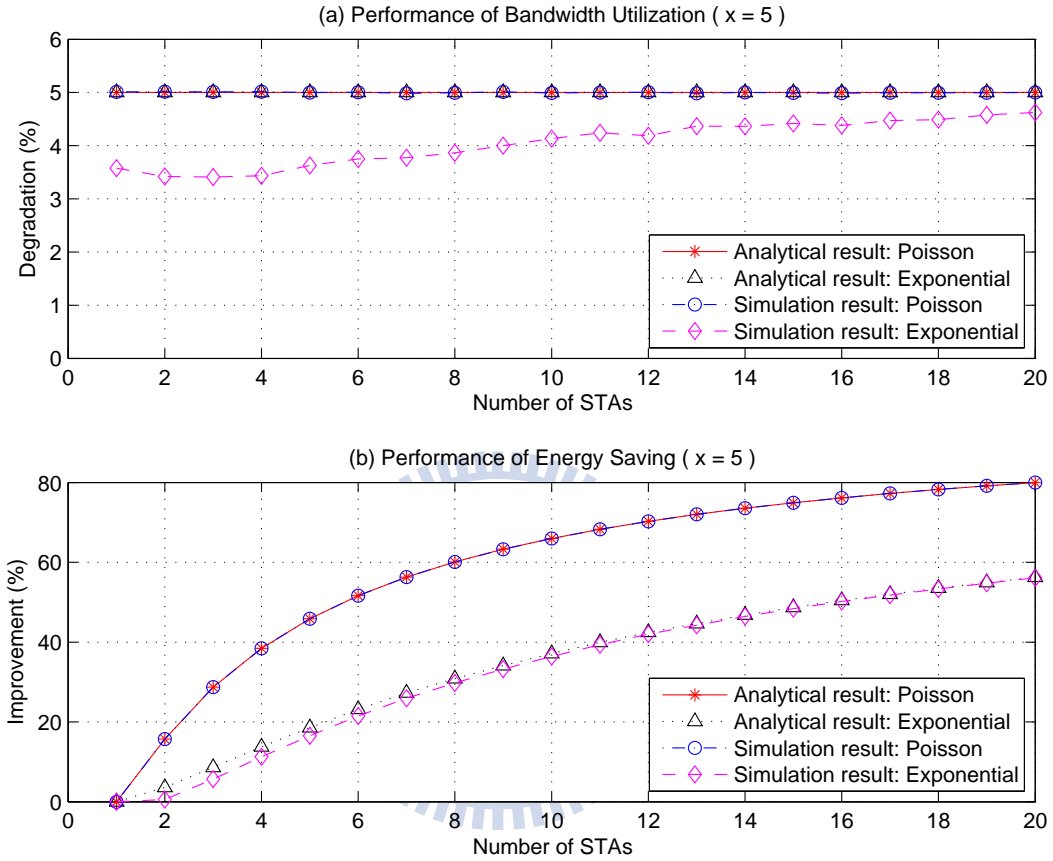 (a) Performance of Bandwidth Utilization ( x = 5 )
6
5
4
3
2
1
0
Degradation (%)
Analytical result: Poisson
Analytical result: Exponential
Simulation result: Poisson
Simulation result: Exponential
0 2 4 6 8 10 12 14 16 18 20
Number of STAs
(b) Performance of Energy Saving ( x = 5 )
80
60
40
20
0
Improvement (%)
Analytical result: Poisson
Analytical result: Exponential
Simulation result: Poisson
Simulation result: Exponential
0 2 4 6 8 10 12 14 16 18 20
Number of STAs